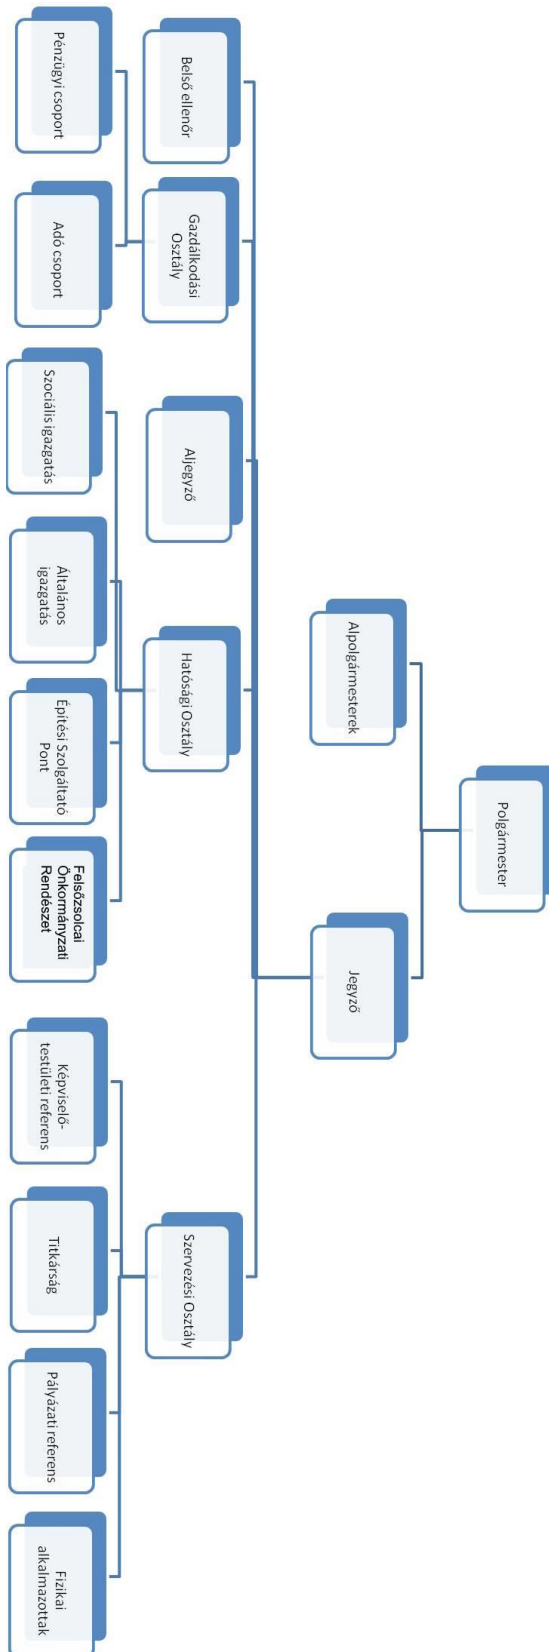 Polgármester
Alpolgármesterek
Jegyző
Belső ellenőr
Gazdálkodási
Osztály
Aljegyző
Hatósági Osztály
Szervezési Osztály
Pénzügyi csoport
Adó csoport
Szociális igazgatás
Általános
igazgatás
Építési Szolgáltató
Pont
Felsőzsolcai
Önkormányzati
Rendészet
Képviselő-
testületi referens
Titkárság
Pályázati referens
Fizikai
alkalmazottak